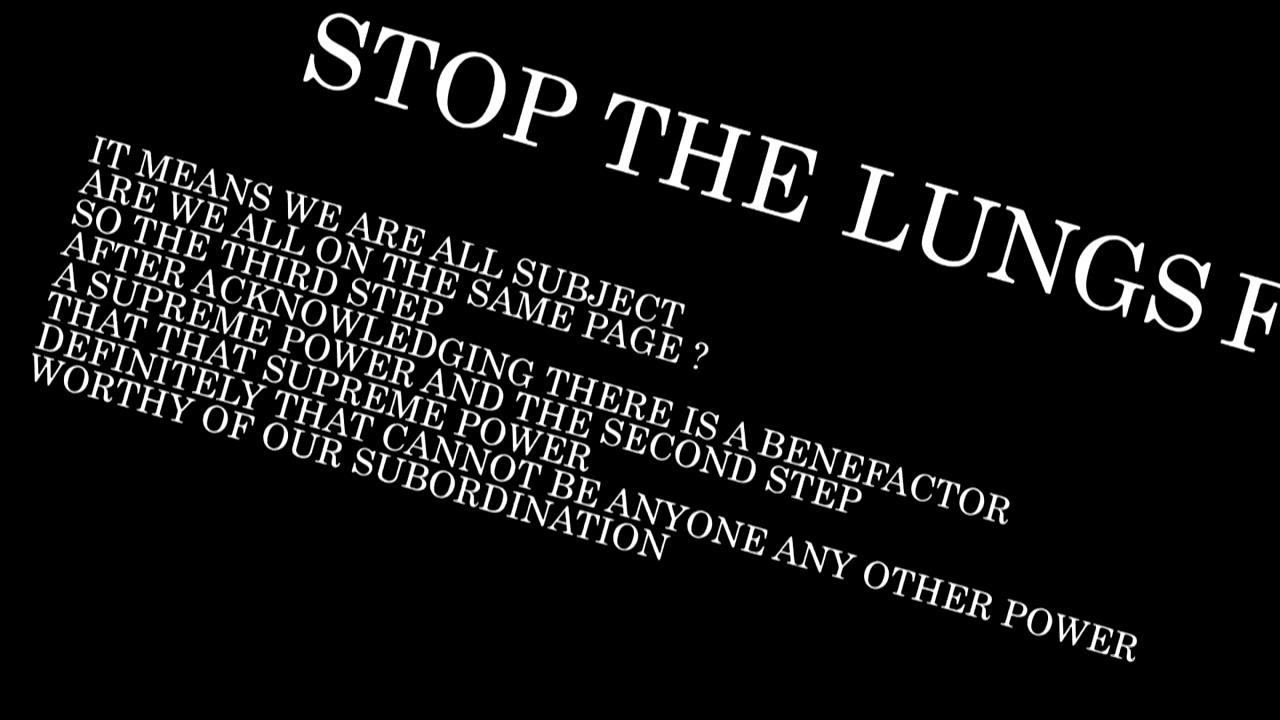 STOP THE LUNGS F
IT MEANS WE ARE ALL SUBJECT
ARE WE ALL ON THE SAME PAGE ?
SO THE THIRD STEP
AFTER ACKNOWLEDGING THERE IS A BENEFACTOR
A SUPREME POWER AND THE SECOND STEP
THAT THAT SUPREME POWER
DEFINITELY THAT CANNOT BE ANYONE ANY OTHER POWER
WORTHY OF OUR SUBORDINATION